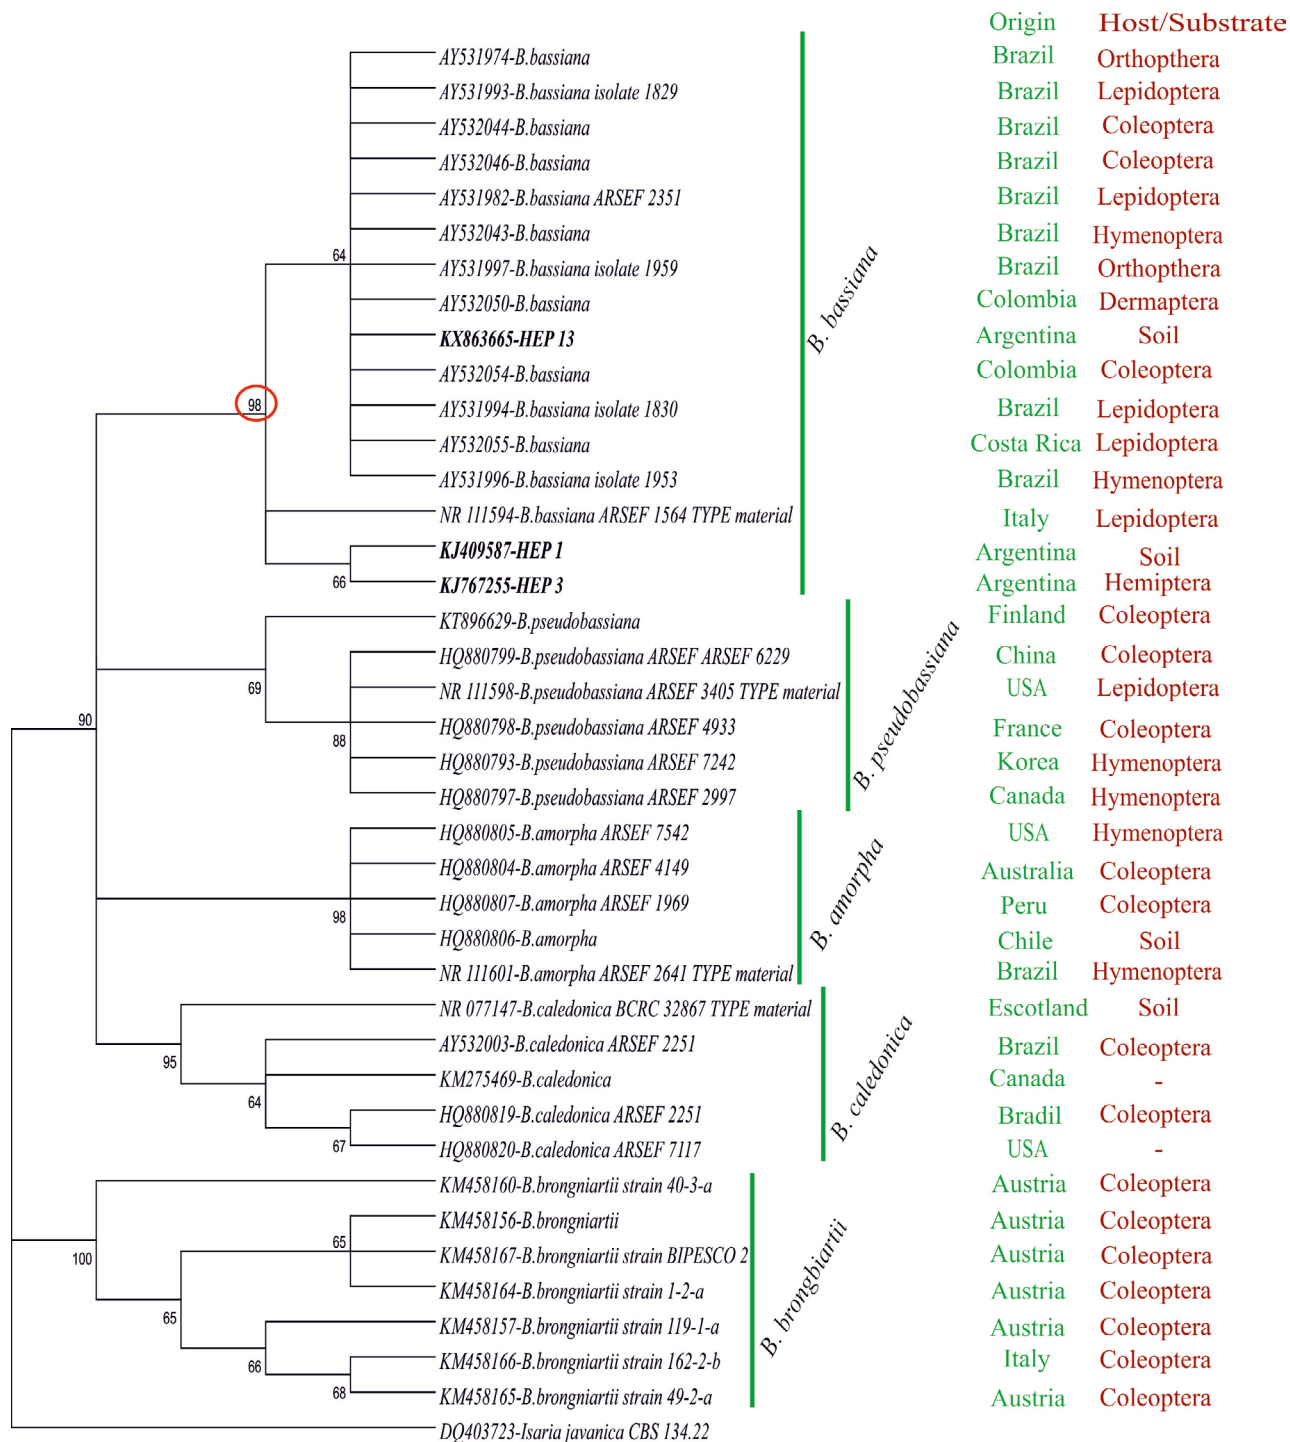 Origin Host/Substrate
AY531974-B.bassiana Brazil Orthopthera
AY531993-B.bassiana isolate 1829 Brazil Lepidoptera
AY532044-B.bassiana Brazil Coleoptera
AY532046-B.bassiana Brazil Coleoptera
AY531982-B.bassiana ARSEF 2351 Brazil Lepidoptera
AY532043-B.bassiana Brazil Hymenoptera
64 AY531997-B.bassiana isolate 1959 Brazil Orthopthera
AY532050-B.bassiana Colombia Dermaptera
B. bassiana
KX863665-HEP 13 Argentina Soil
AY532054-B.bassiana Colombia Coleoptera
98 AY531994-B.bassiana isolate 1830 Brazil Lepidoptera
AY532055-B.bassiana Costa Rica Lepidoptera
AY531996-B.bassiana isolate 1953 Brazil Hymenoptera
NR 111594-B.bassiana ARSEF 1564 TYPE material Italy Lepidoptera
KJ409587-HEP 1 Argentina Soil
66 KJ767255-HEP 3 Argentina Hemiptera
KT896629-B.pseudobassiana Finland Coleoptera
HQ880799-B.pseudobassiana ARSEF ARSEF 6229 China Coleoptera
69 NR 111598-B.pseudobassiana ARSEF 3405 TYPE material USA Lepidoptera
B. pseudobassiana
90 HQ880798-B.pseudobassiana ARSEF 4933 France Coleoptera
88 HQ880793-B.pseudobassiana ARSEF 7242 Korea Hymenoptera
HQ880797-B.pseudobassiana ARSEF 2997 Canada Hymenoptera
HQ880805-B.amorpha ARSEF 7542 USA Hymenoptera
HQ880804-B.amorpha ARSEF 4149 Australia Coleoptera
B. amorpha
98 HQ880807-B.amorpha ARSEF 1969 Peru Coleoptera
HQ880806-B.amorpha Chile Soil
NR 111601-B.amorpha ARSEF 2641 TYPE material Brazil Hymenoptera
NR 077147-B.caledonica BCRC 32867 TYPE material Escotland Soil
95 AY532003-B.caledonica ARSEF 2251 Brazil Coleoptera
B. caledonica
64 KM275469-B.caledonica Canada -
HQ880819-B.caledonica ARSEF 2251 Bradil Coleoptera
67 HQ880820-B.caledonica ARSEF 7117 USA -
KM458160-B.brongniartii strain 40-3-a Austria Coleoptera
65 KM458156-B.brongniartii Austria Coleoptera
100 KM458167-B.brongniartii strain BIPESCO 2 Austria Coleoptera
B. brongbiartii
KM458164-B.brongniartii strain 1-2-a Austria Coleoptera
65 KM458157-B.brongniartii strain 119-1-a Austria Coleoptera
66 KM458166-B.brongniartii strain 162-2-b Italy Coleoptera
68 KM458165-B.brongniartii strain 49-2-a Austria Coleoptera
DQ403723-Isaria javanica CBS 134.22